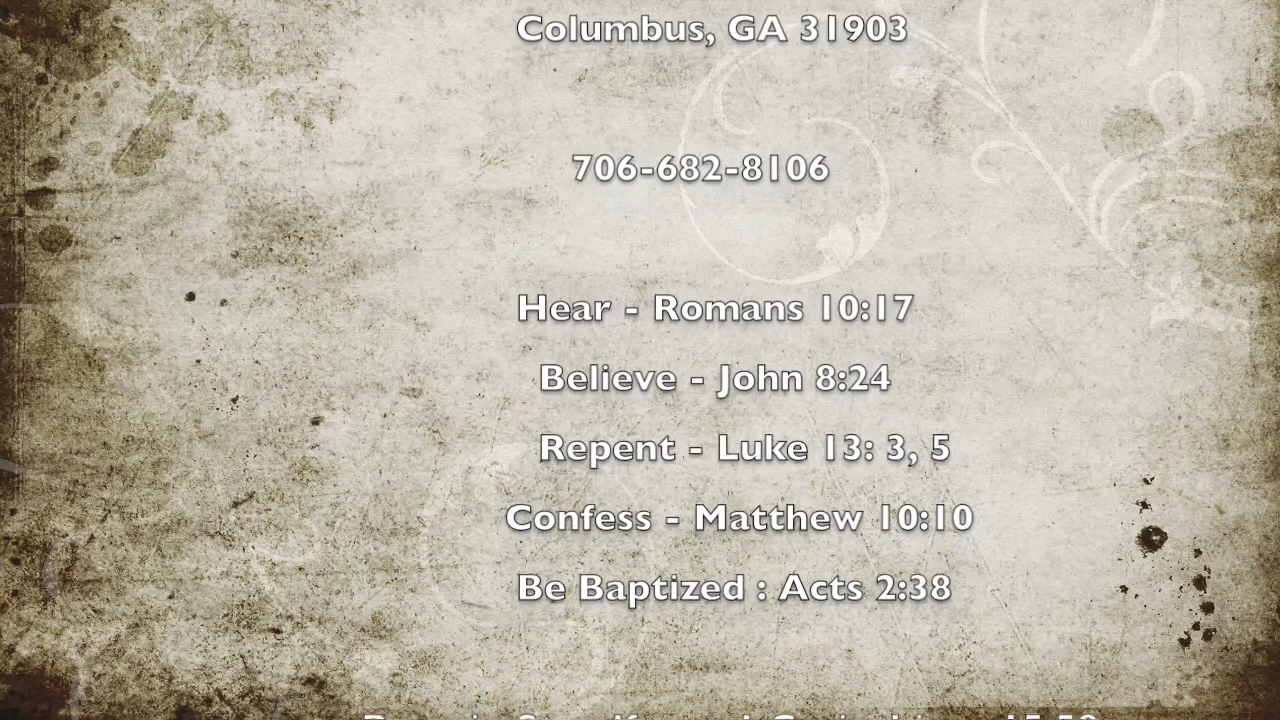 Columbus, GA 31903
706-682-8106
Hear - Romans 10:17
Believe - John 8:24
Repent - Luke 13: 3, 5
Confess - Matthew 10:10
Be Baptized : Acts 2:38